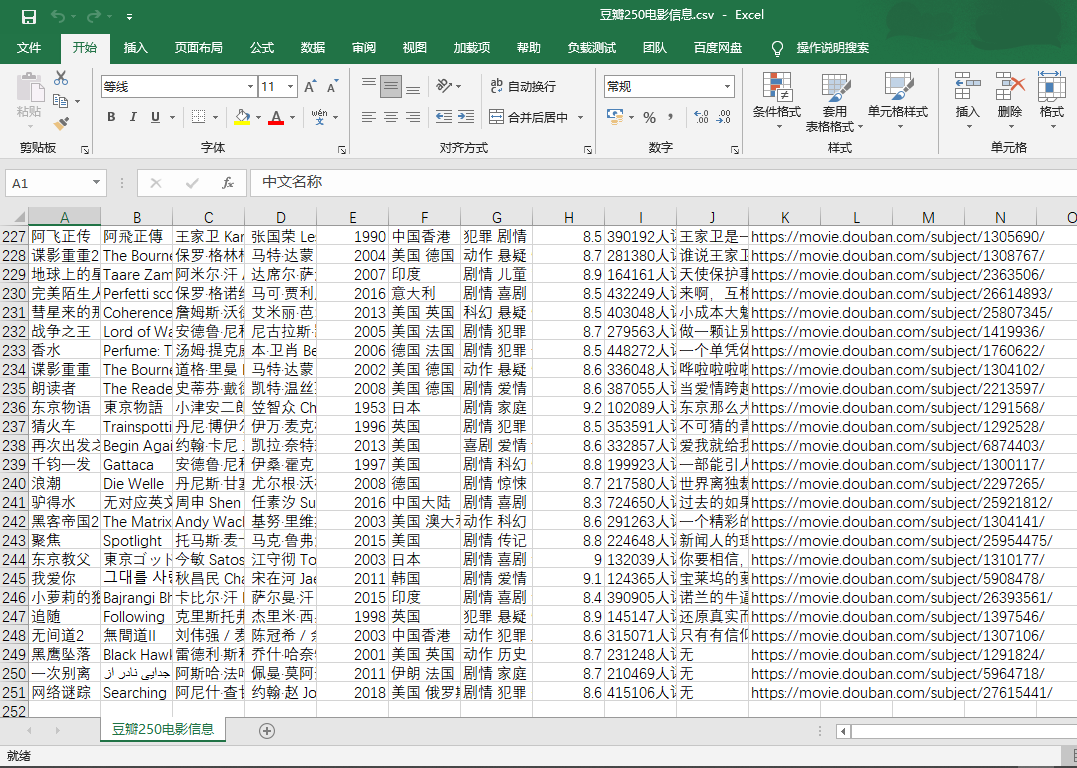 豆瓣250电影信息.csv - Excel
文件 开始 插入 页面布局 公式 数据 审阅 视图 加载项 帮助 负载测试 团队 百度网盘 操作说明搜索
等线 11 A A 自动换行 常规 条件格式 套用 表格格式 单元格样式 插入 删除 格式
粘贴 B I U A wén 文 合并后居中 % , .00
剪贴板 字体 对齐方式 数字 样式 单元格
A1 fx 中文名称
A B C D E F G H I J K L M N O
227 阿飞正传 阿飛正傳 王家卫 Kar 张国荣 Les 1990 中国香港 犯罪 剧情 8.5 390192人 王家卫是一 https://movie.douban.com/subject/1305690/
228 谍影重重2 The Bourne 保罗·格林 马特·达蒙 2004 美国 德国 动作 悬疑 8.7 281380人 谁说王家卫 https://movie.douban.com/subject/1308767/
229 地球上的星 Taare Zam 阿米尔·汗 达席尔·萨 2007 印度 剧情 儿童 8.9 164161人 天使保护事 https://movie.douban.com/subject/2363506/
230 完美陌生人 Perfetti sco 保罗·格诺 马可·贾利 2016 意大利 剧情 喜剧 8.5 432249人 来啊，互相 https://movie.douban.com/subject/26614893/
231 彗星来的那 Coherence 詹姆斯·沃 艾米丽·芭 2013 美国 英国 科幻 悬疑 8.5 403048人 小成本大魅 https://movie.douban.com/subject/25807345/
232 战争之王 Lord of Wa 安德鲁·尼 尼古拉斯· 2005 美国 法国 剧情 犯罪 8.7 279563人 做一颗让别 https://movie.douban.com/subject/1419936/
233 香水 Perfume: T 汤姆·提克 本·卫肖 Be 2006 德国 法国 剧情 犯罪 8.5 448272人 一个单凭体 https://movie.douban.com/subject/1760622/
234 谍影重重 The Bourne 道格·里曼 马特·达蒙 2002 美国 德国 动作 悬疑 8.6 336048人 哗啦啦啦啦 https://movie.douban.com/subject/1304102/
235 朗读者 The Reade 史蒂芬·戴 凯特·温丝 2008 美国 德国 剧情 爱情 8.6 387055人 当爱情跨越 https://movie.douban.com/subject/2213597/
236 东京物语 東京物語 小津安二郎 笠智众 Ch 1953 日本 剧情 家庭 9.2 102089人 东京那么大 https://movie.douban.com/subject/1291568/
237 猜火车 Trainspotti 丹尼·博伊 伊万·麦克 1996 英国 剧情 犯罪 8.5 353591人 不可猜的青 https://movie.douban.com/subject/1292528/
238 再次出发之 Begin Agai 约翰·卡尼 凯拉·奈特 2013 美国 喜剧 爱情 8.6 332857人 爱我就给我 https://movie.douban.com/subject/6874403/
239 千钧一发 Gattaca 安德鲁·尼 伊桑·霍克 1997 美国 剧情 科幻 8.8 199923人 一部能引人 https://movie.douban.com/subject/1300117/
240 浪潮 Die Welle 丹尼斯·甘 尤尔根·沃 2008 德国 剧情 惊悚 8.7 217580人 世界离独裁 https://movie.douban.com/subject/2297265/
241 驴得水 无对应英文 周申 Shen 任素汐 Su 2016 中国大陆 剧情 喜剧 8.3 724650人 过去的如果 https://movie.douban.com/subject/25921812/
242 黑客帝国2 The Matrix Andy Wach 基努·里维 2003 美国 澳大利 动作 科幻 8.6 291263人 一个精彩的 https://movie.douban.com/subject/1304141/
243 聚焦 Spotlight 托马斯·麦 马克·鲁弗 2015 美国 剧情 传记 8.8 224648人 新闻人的理 https://movie.douban.com/subject/25954475/
244 东京教父 東京ゴッド 今敏 Satos 江守彻 To 2003 日本 剧情 喜剧 9 132039人 你要相信， https://movie.douban.com/subject/1310177/
245 我爱你 그대를 사랑 秋昌民 Cha 宋在河 Jae 2011 韩国 剧情 爱情 9.1 124365人 宝莱坞的 https://movie.douban.com/subject/5908478/
246 小萝莉的猴 Bajrangi Bh 卡比尔·汗 萨尔曼·汗 2015 印度 剧情 喜剧 8.4 390905人 诺兰的牛逼 https://movie.douban.com/subject/26393561/
247 追随 Following 克里斯托弗 杰里米·西 1998 英国 犯罪 悬疑 8.9 145147人 还原真实而 https://movie.douban.com/subject/1397546/
248 无间道2 無間道II 刘伟强 / 麦 陈冠希 / 余 2003 中国香港 动作 犯罪 8.6 315071人 只有有信仰 https://movie.douban.com/subject/1307106/
249 黑鹰坠落 Black Hawk 雷德利·斯 乔什·哈奈 2001 美国 英国 动作 历史 8.7 231248人 无 https://movie.douban.com/subject/1291824/
250 一次别离 جدایی نادر از 阿斯哈·法 佩曼·莫阿 2011 伊朗 法国 剧情 家庭 8.7 210469人 无 https://movie.douban.com/subject/5964718/
251 网络谜踪 Searching 阿尼什·查 约翰·赵 Jo 2018 美国 俄罗斯 剧情 犯罪 8.6 415106人 无 https://movie.douban.com/subject/27615441/
252
豆瓣250电影信息
就绪